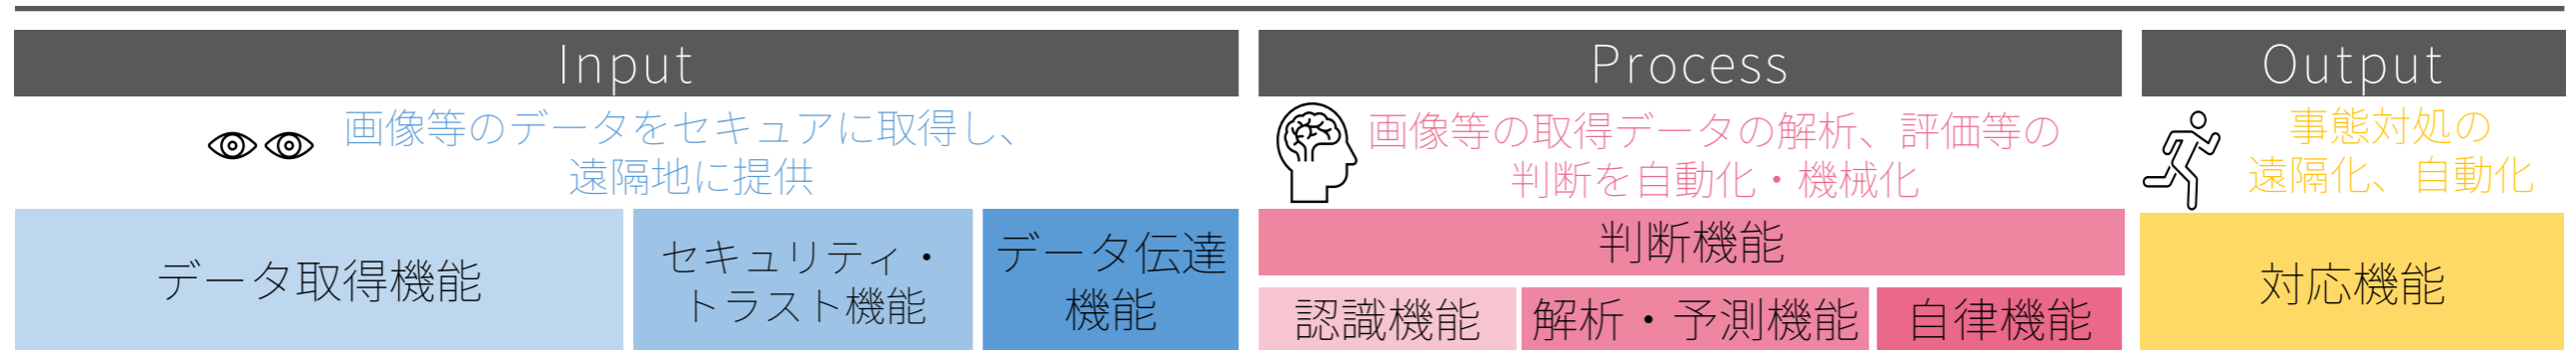 Input
画像等のデータをセキュアに取得し、
遠隔地に提供
データ取得機能
セキュリティ・
トラスト機能
データ伝達
機能
Process
画像等の取得データの解析、評価等の
判断を自動化・機械化
判断機能
認識機能
解析・予測機能
自律機能
Output
事態対処の
遠隔化、自動化
対応機能